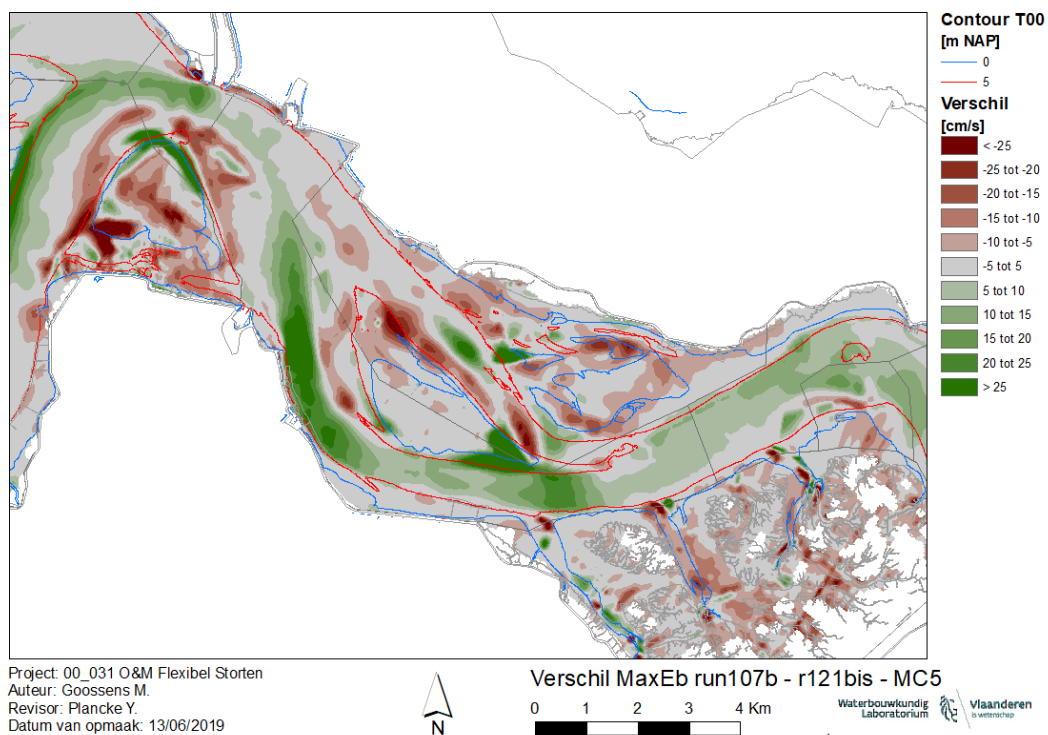 Contour T00
[m NAP]
0
5
Verschil
[cm/s]
< -25
-25 tot -20
-20 tot -15
-15 tot -10
-10 tot -5
-5 tot 5
5 tot 10
10 tot 15
15 tot 20
20 tot 25
> 25
Project: 00_031 O&M Flexibel Storten
Auteur: Goossens M.
Revisor: Plancke Y.
Datum van opmaak: 13/06/2019
N
Verschil MaxEb run107b - r121bis - MC5
0 1 2 3 4 Km
Waterbouwkundig
Laboratorium
Vlaanderen
is wetenschap